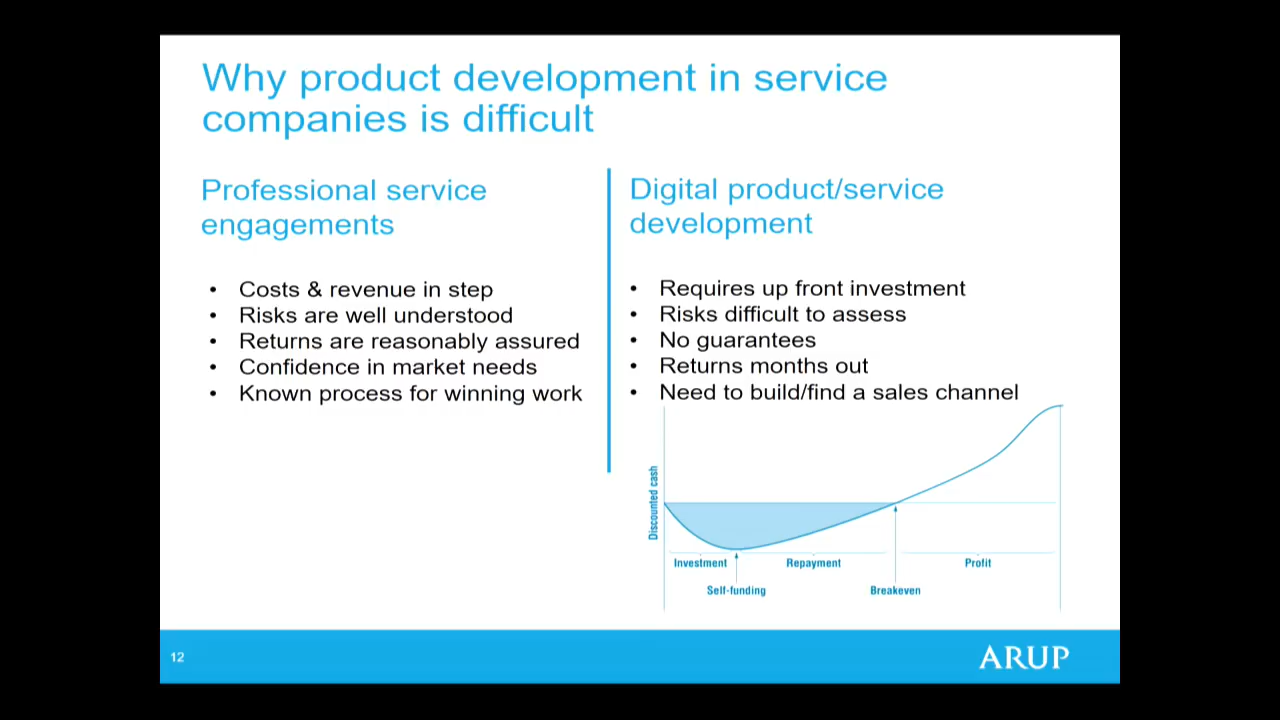 Why product development in service
companies is difficult
Professional service
engagements
• Costs & revenue in step
• Risks are well understood
• Returns are reasonably assured
• Confidence in market needs
• Known process for winning work
Digital product/service
development
• Requires up front investment
• Risks difficult to assess
• No guarantees
• Returns months out
• Need to build/find a sales channel
Discounted cash
Investment
Repayment
Profit
Self-funding
Breakeven
12
ARUP